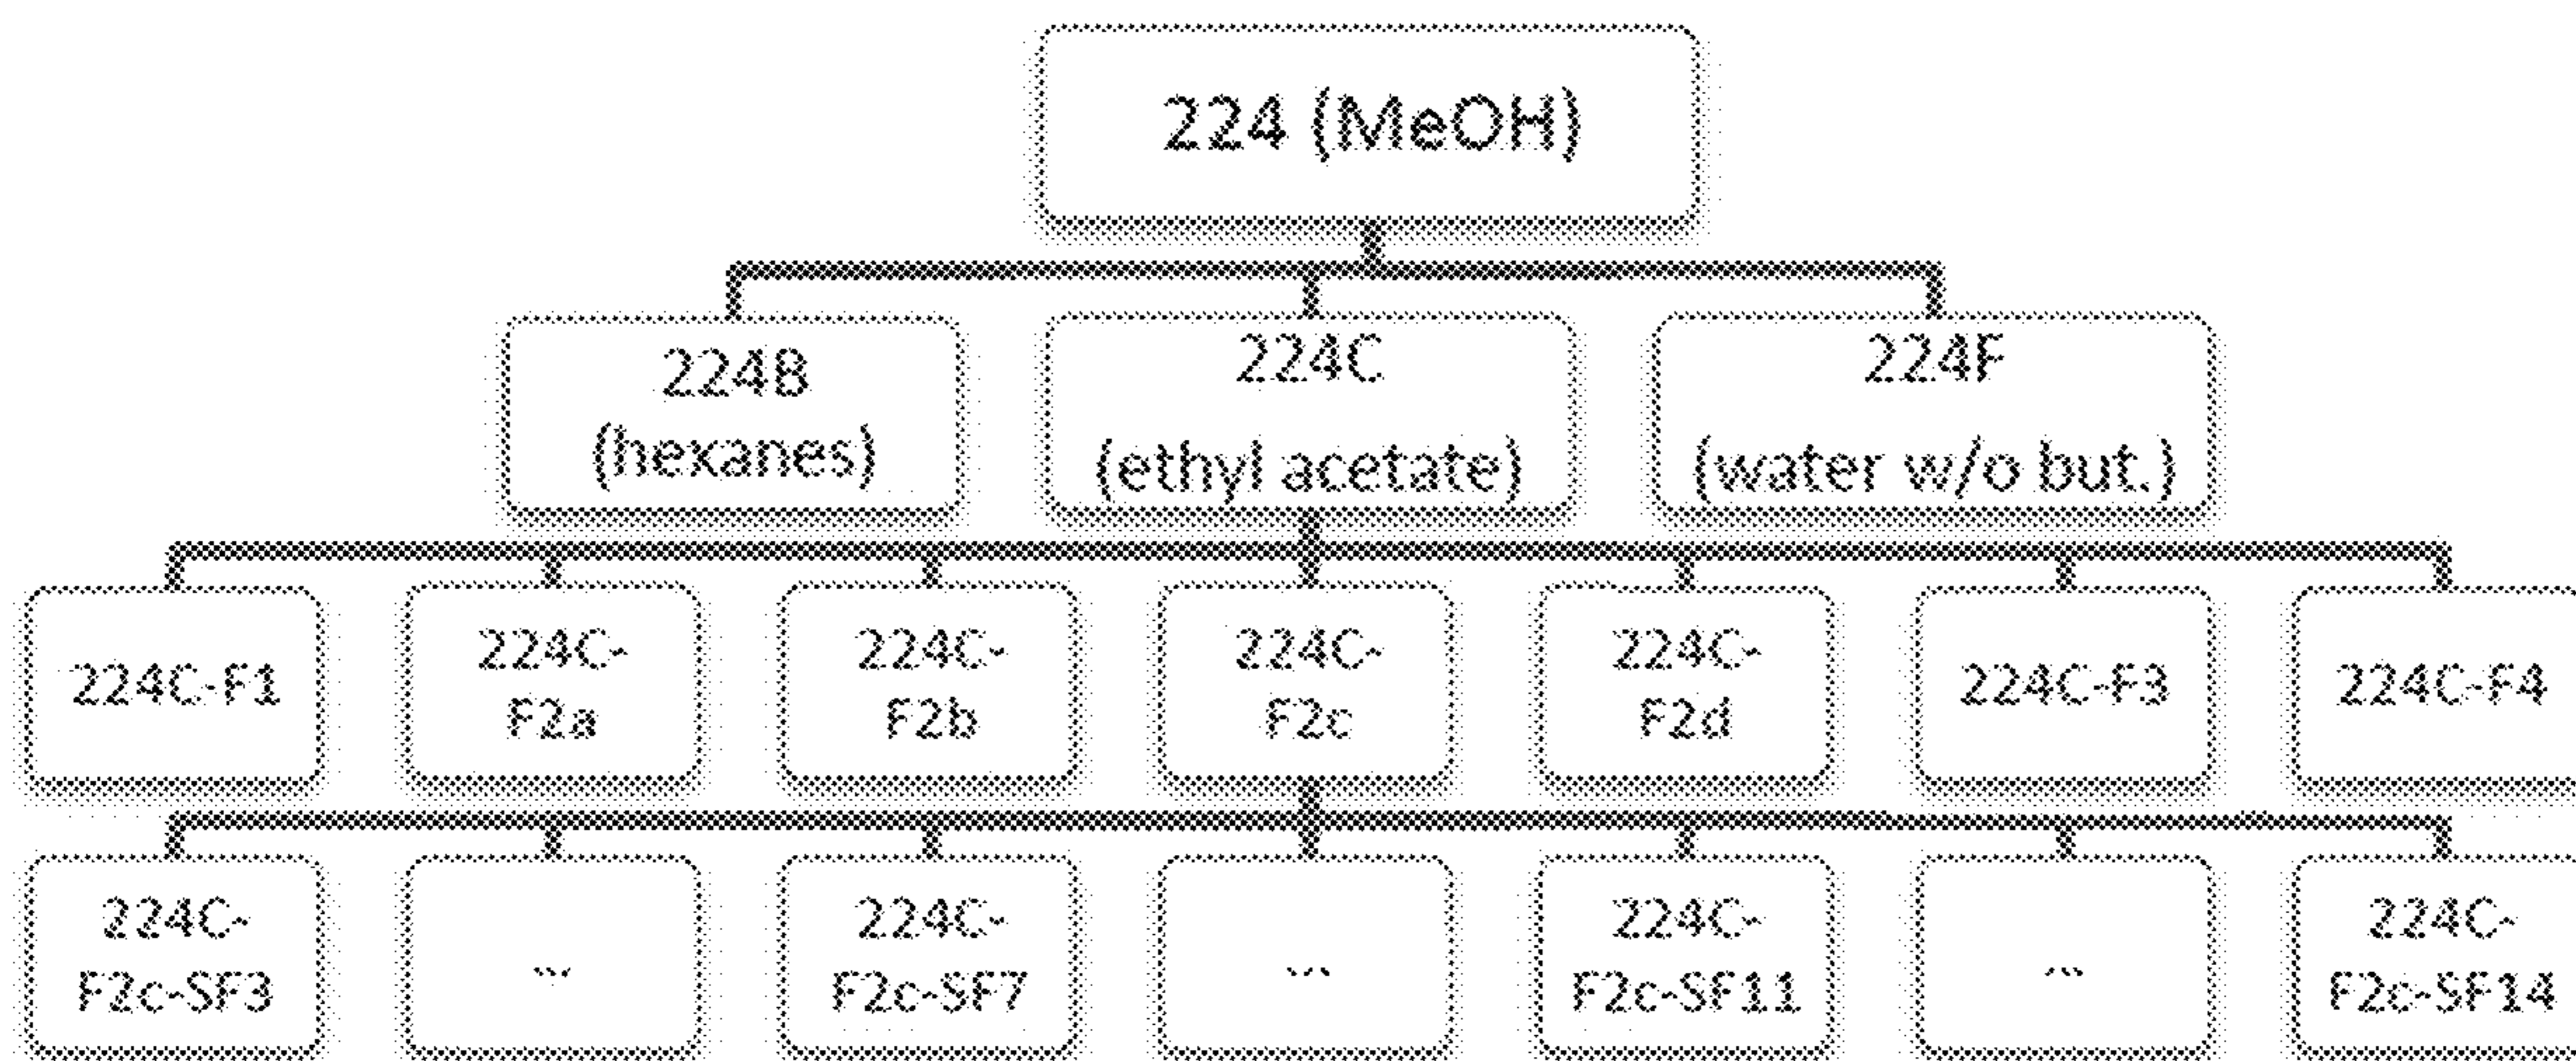 224 (MeOH)
224B
(hexanes)
224C
(ethyl acetate)
224F
(water w/o but.)
224C-F1
224C-
F2a
224C-
F2b
224C-
F2c
224C-
F2d
224C-F3
224C-F4
224C-
F2c-SF3
...
224C-
F2c-SF7
...
224C-
F2c-SF11
...
224C-
F2c-SF14